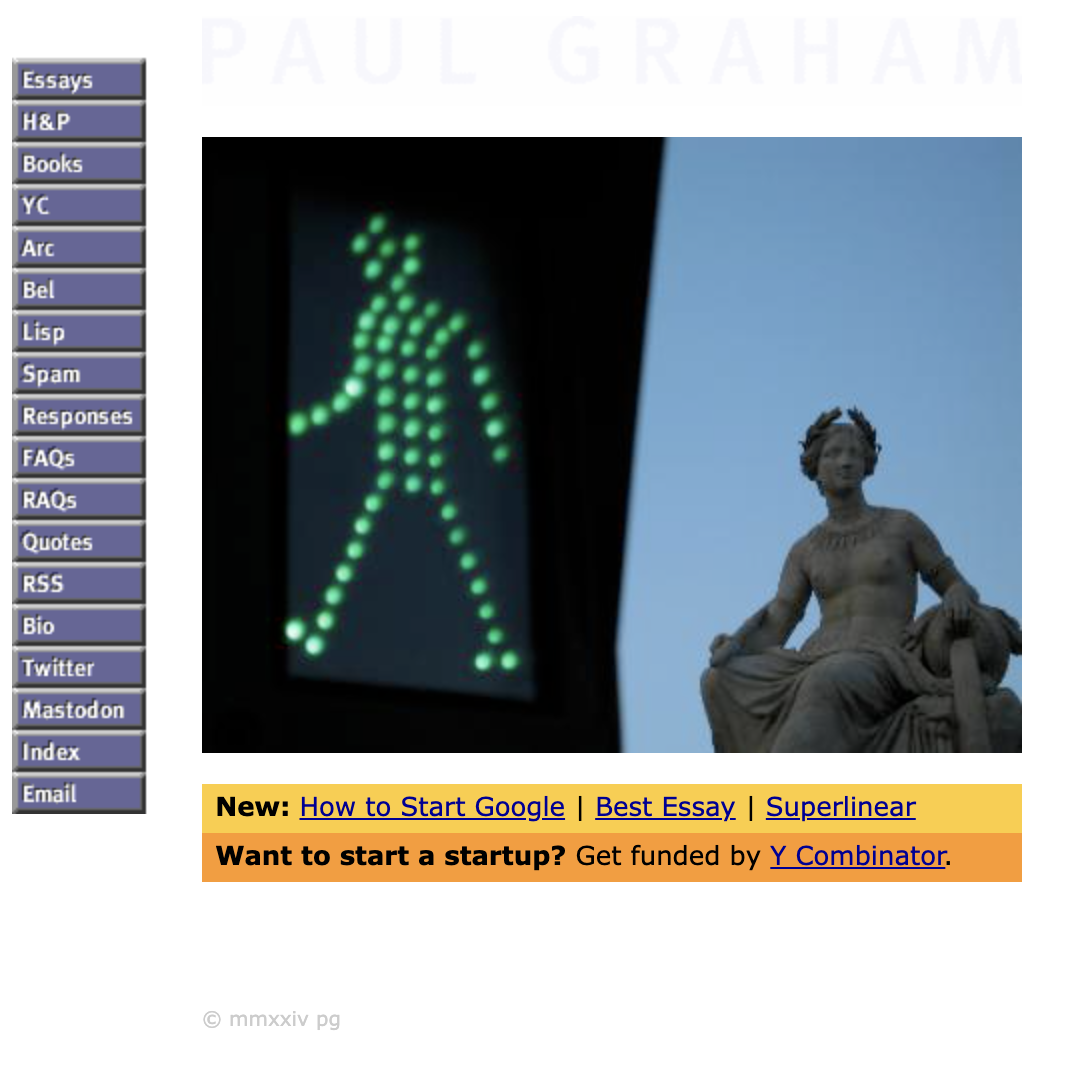 PAUL GRAHAM
Essays
H&P
Books
YC
Arc
Bel
Lisp
Spam
Responses
FAQs
RAQs
Quotes
RSS
Bio
Twitter
Mastodon
Index
Email
New: How to Start Google | Best Essay | Superlinear
Want to start a startup? Get funded by Y Combinator.
© mmxxiv pg